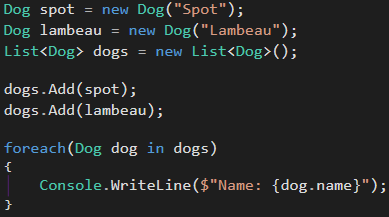 Dog spot = new Dog("Spot");
Dog lambeau = new Dog("Lambeau");
List<Dog> dogs = new List<Dog>();
dogs.Add(spot);
dogs.Add(lambeau);
foreach(Dog dog in dogs)
{
Console.WriteLine($"Name: {dog.name}");
}